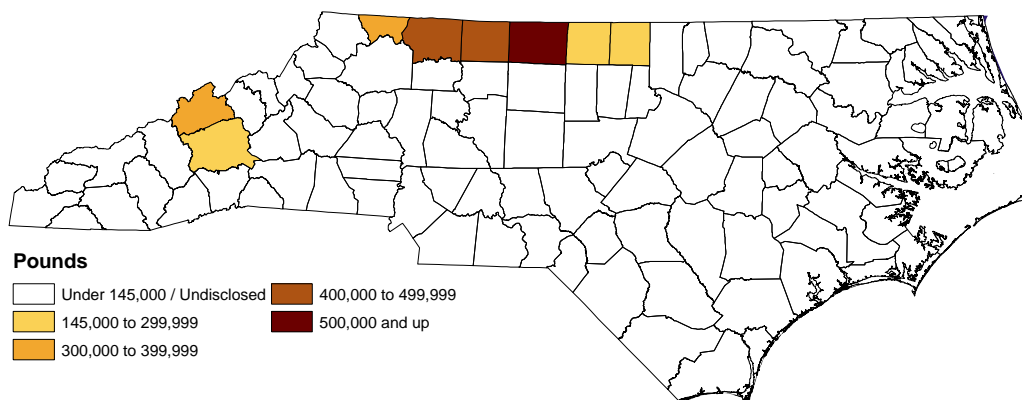 Pounds
Under 145,000 / Undisclosed
145,000 to 299,999
300,000 to 399,999
400,000 to 499,999
500,000 and up